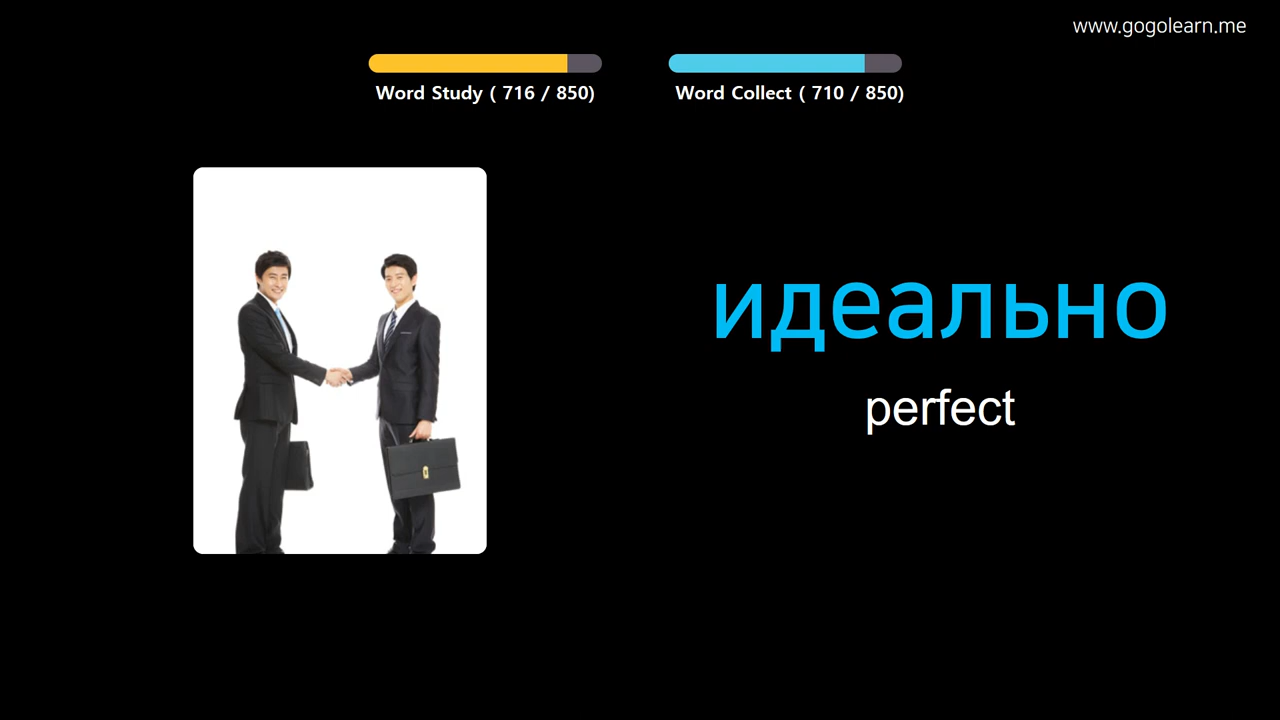 www.gogolearn.me
Word Study ( 716 / 850)
Word Collect ( 710 / 850)
идеально
perfect